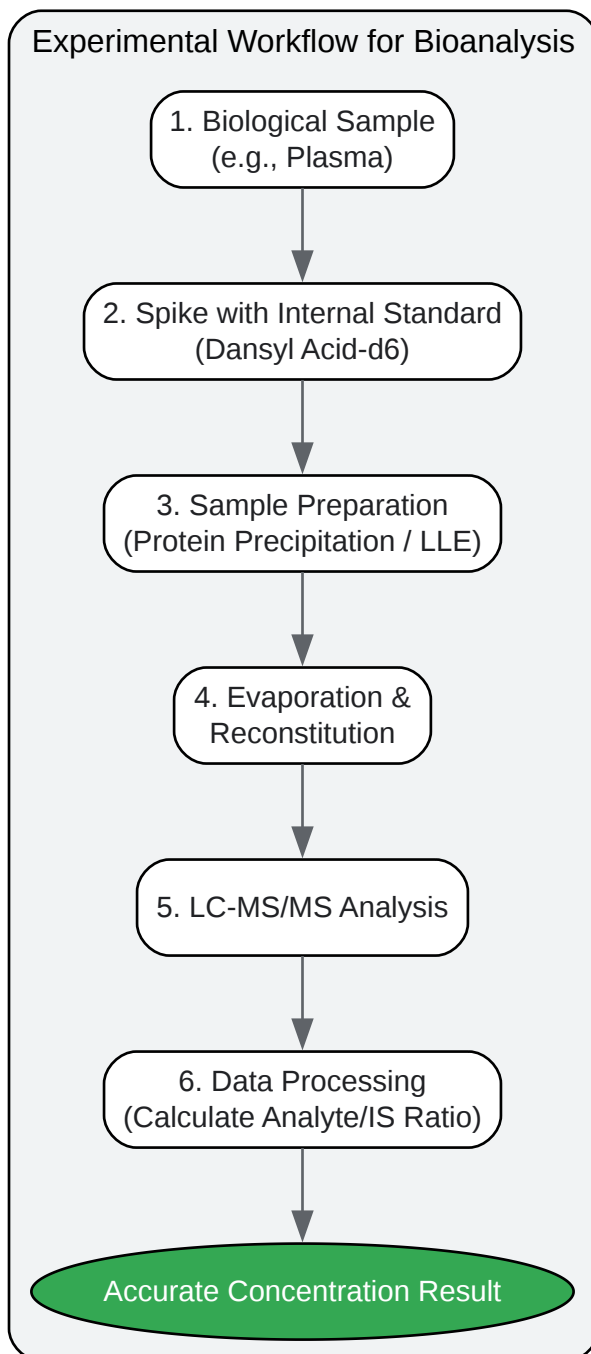 Experimental Workflow for Bioanalysis
1. Biological Sample
(e.g., Plasma)
2. Spike with Internal Standard
(Dansyl Acid-d6)
3. Sample Preparation
(Protein Precipitation / LLE)
4. Evaporation &
Reconstitution
5. LC-MS/MS Analysis
6. Data Processing
(Calculate Analyte/IS Ratio)
Accurate Concentration Result